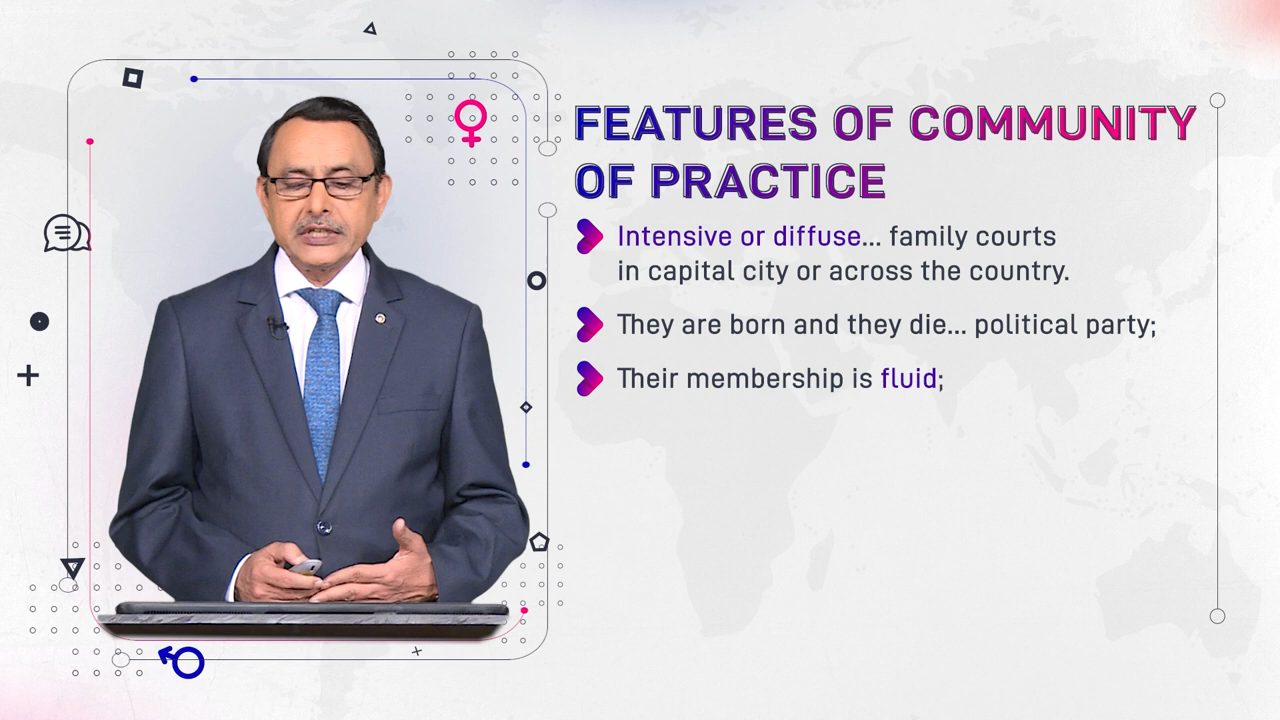 FEATURES OF COMMUNITY
OF PRACTICE
Intensive or diffuse... family courts
in capital city or across the country.
They are born and they die... political party;
Their membership is fluid;